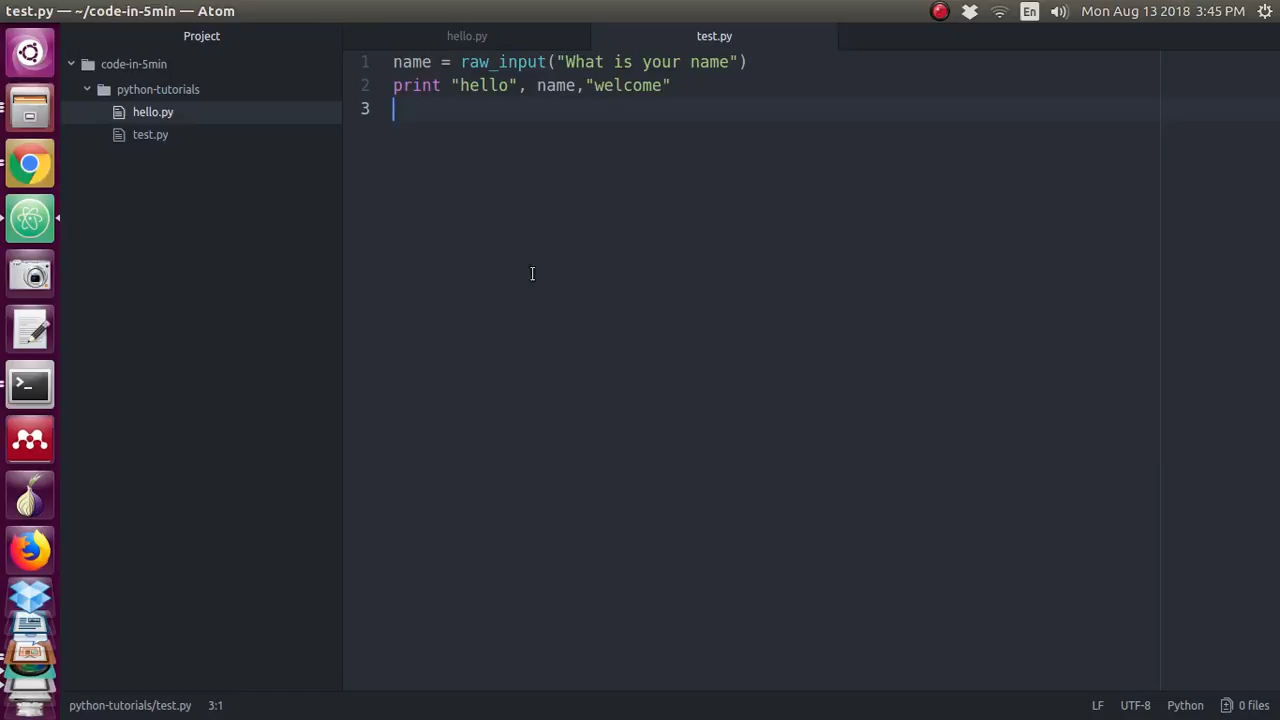 test.py — ~/code-in-5min — Atom
En
Mon Aug 13 2018 3:45 PM
Project
hello.py
test.py
code-in-5min
python-tutorials
hello.py
test.py
1 name = raw_input("What is your name")
2 print "hello", name,"welcome"
3
python-tutorials/test.py 3:1
LF UTF-8 Python 0 files